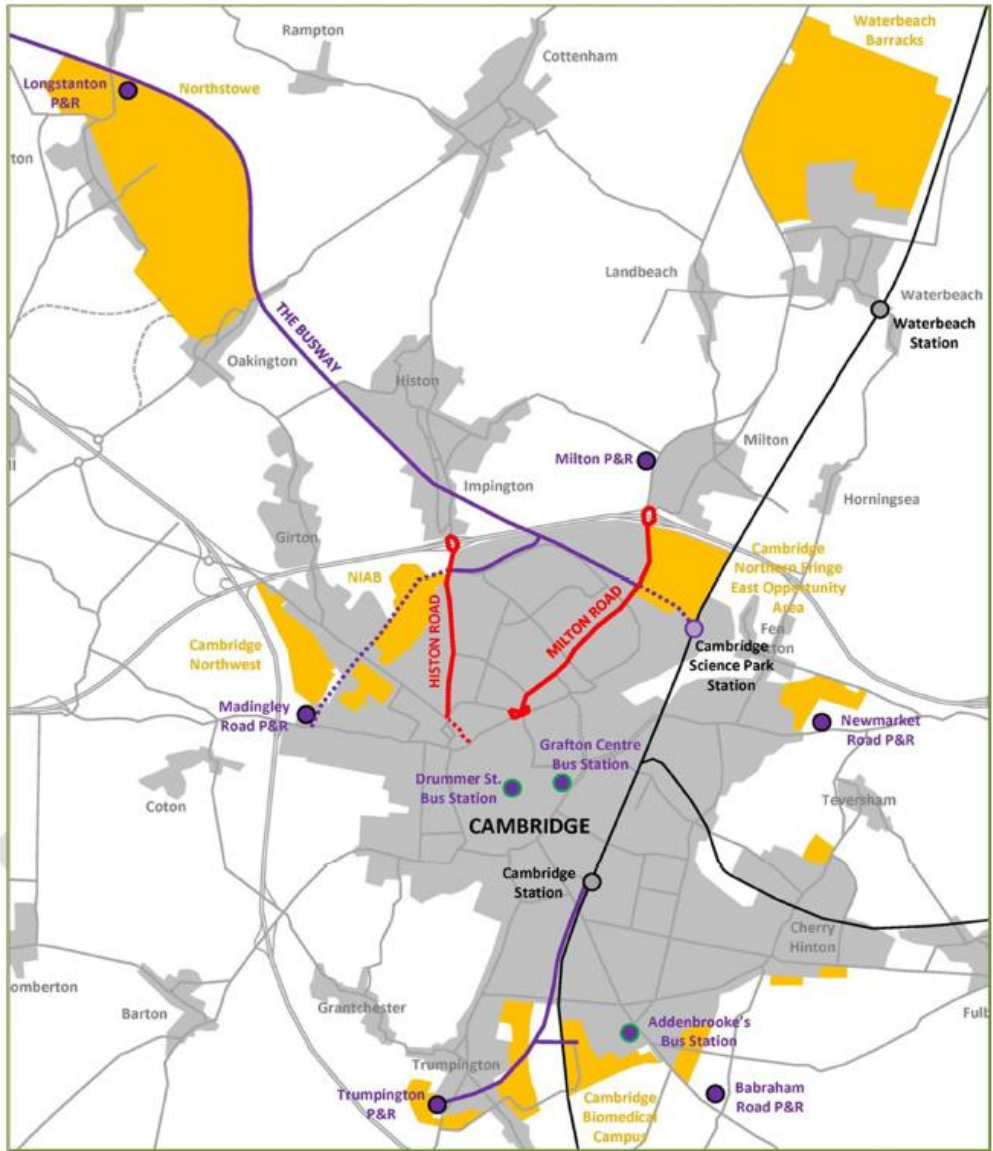 Rampton
Waterbeach
Barracks
Cottenham
Longstanton
P&R
Northstowe
ton
Landbeach
Waterbeach
Waterbeach
Station
THE BUSWAY
Oakington
Histon
Milton
Milton P&R
ll
Impington
Horningsea
Girton
NIAB
Cambridge
Northern Fringe
East Opportunity
Area
HISTON ROAD
MILTON ROAD
Fen
Cambridge
Northwest
Cambridge
Science Park
Station
Madingley
Road P&R
Newmarket
Road P&R
Grafton Centre
Bus Station
Drummer St.
Bus Station
Coton
Teversham
CAMBRIDGE
Cambridge
Station
Cherry
Hinton
omberton
Grantchester
Barton
Fulb
Addenbrooke's
Bus Station
Trumpington
Trumpington
P&R
Cambridge
Biomedical
Campus
Babraham
Road P&R